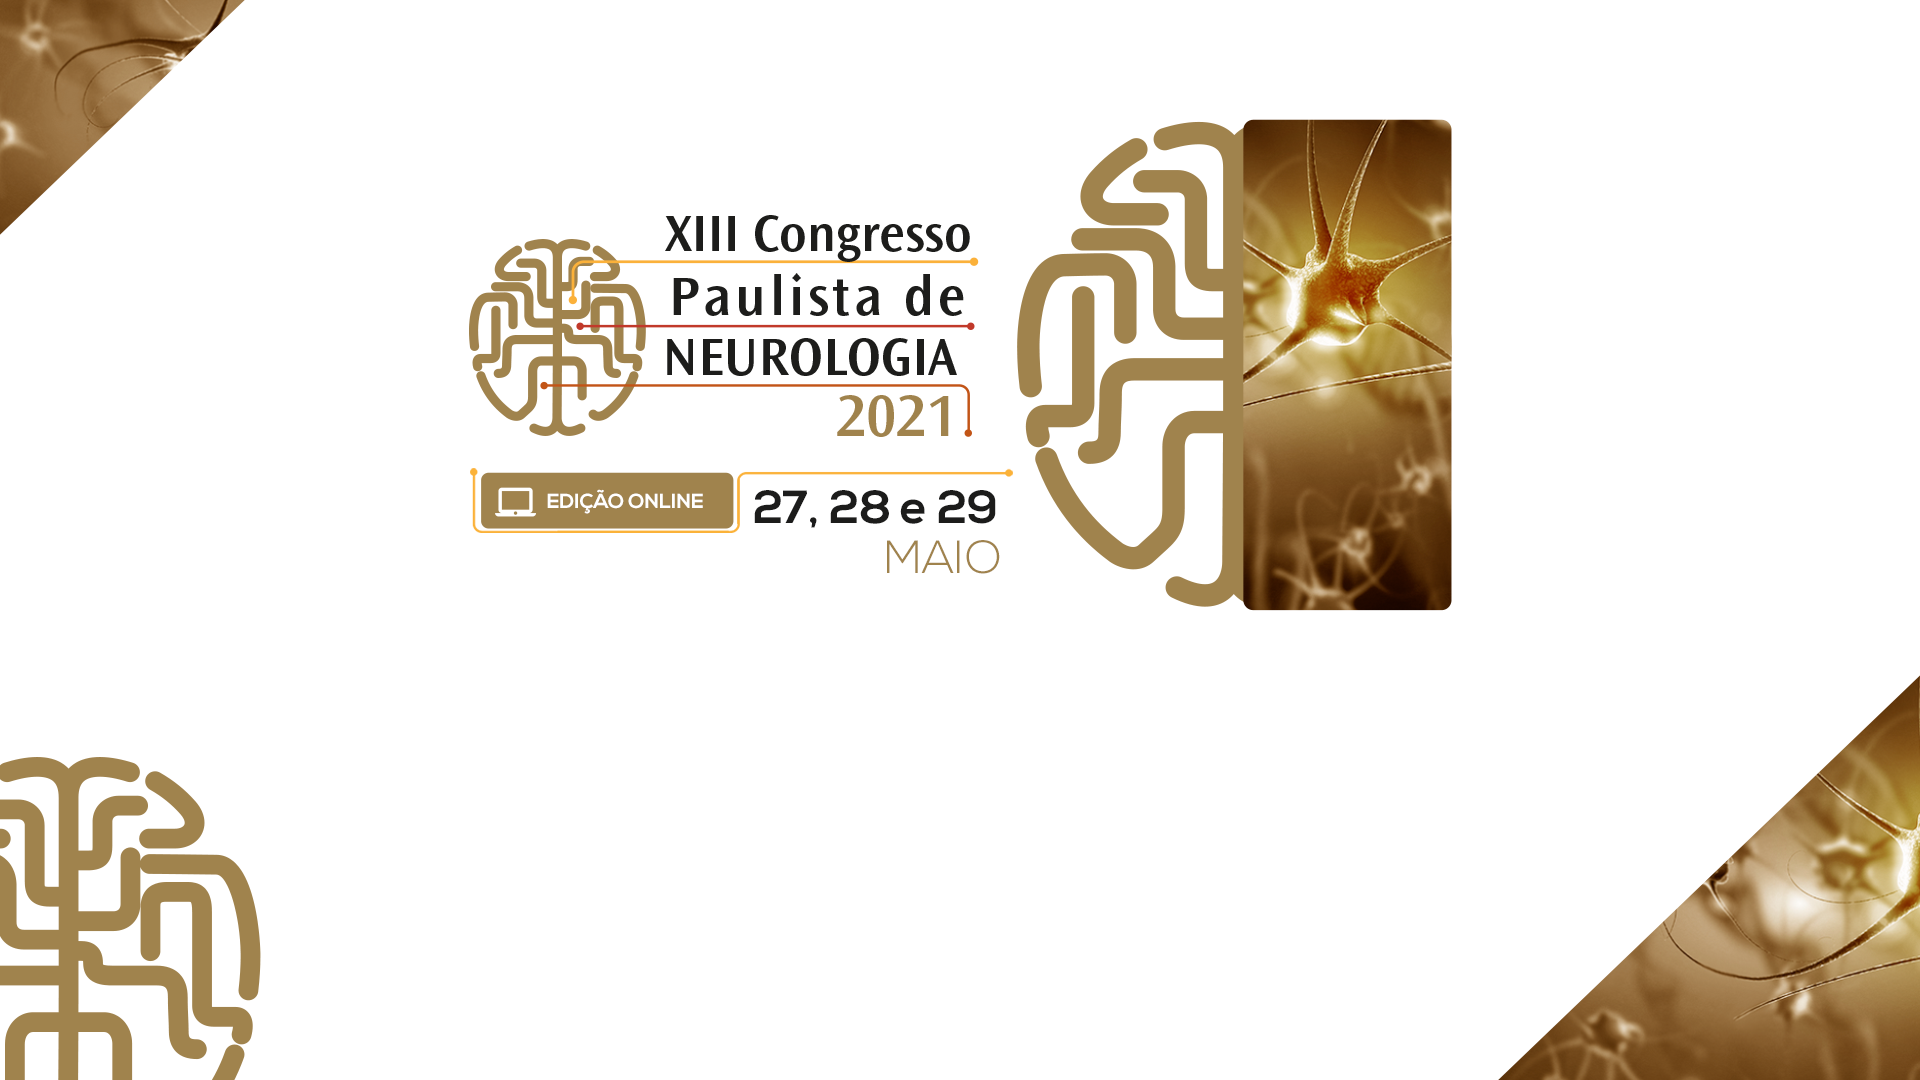 XIII Congresso
Paulista de
NEUROLOGIA
2021
EDIÇÃO ONLINE
27, 28 e 29
MAIO